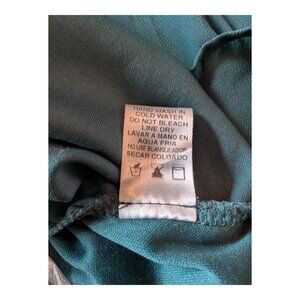 HAND WASH IN
COLD WATER
DO NOT BLEACH
LINE DRY
LAVAR A MANO EN
AGUA FRIA
NO USE BLANQUEADOR
SECAR COLGADO